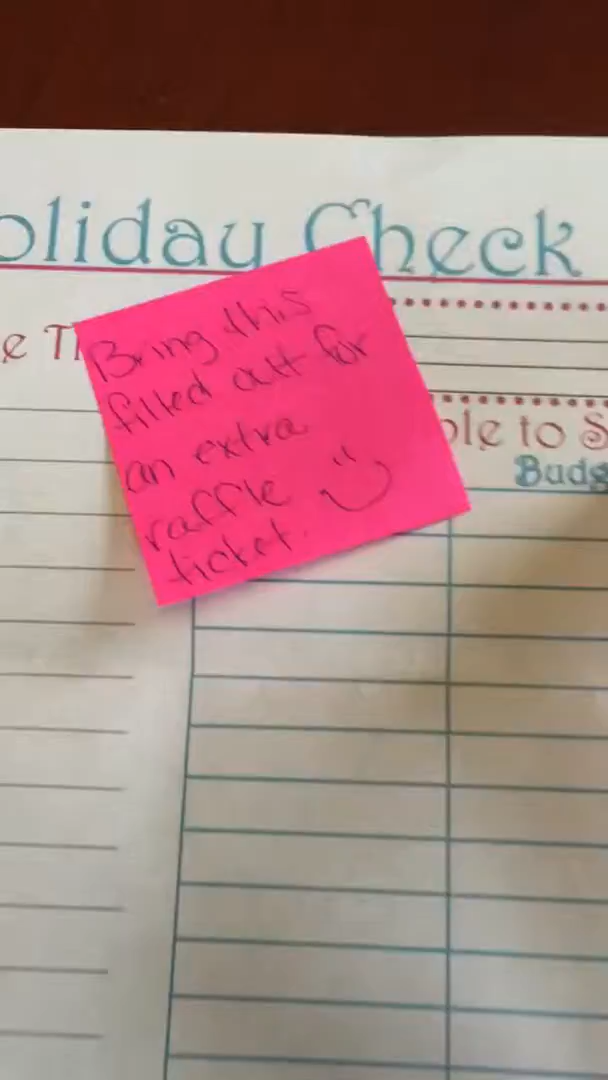 oliday Check
e T
Bring this
filled out for
an extra
raffle
ticket.
ple to S
Budg